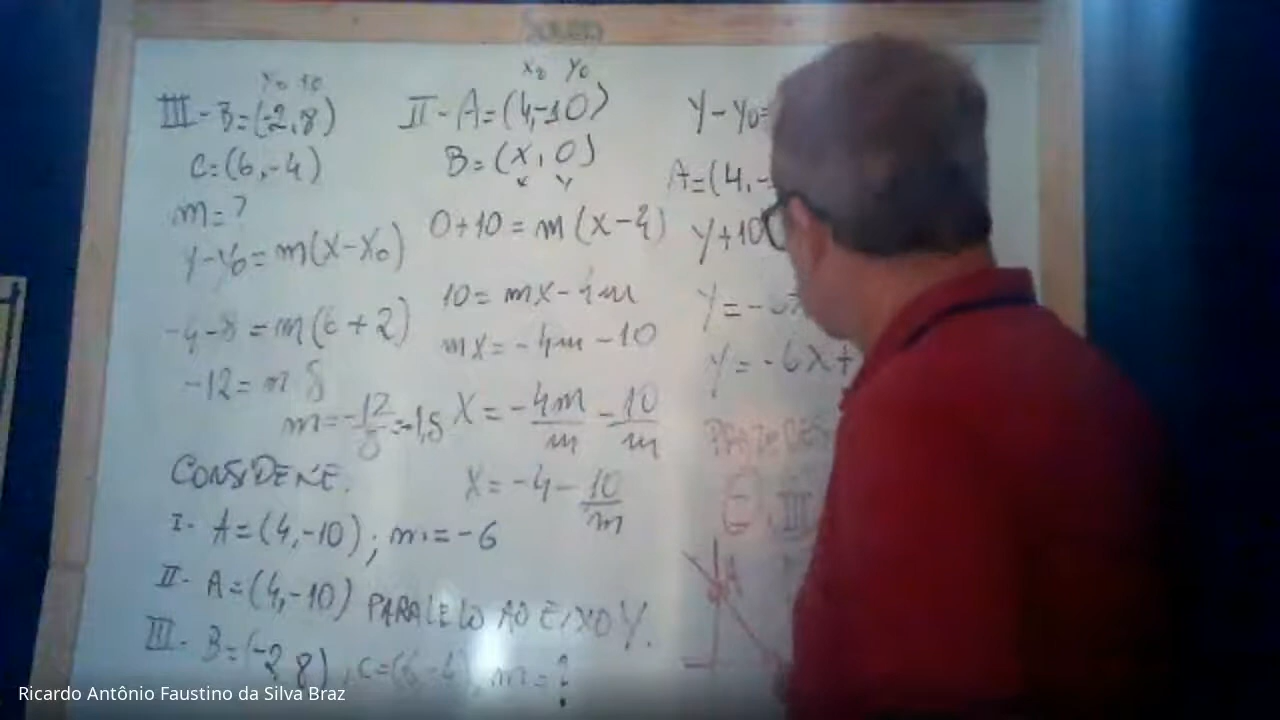 III - B=(-2,8)
C=(6,-4)
m=?
y-y₀=m(x-x₀)
-4-8=m(6+2)
-12=m 8
m=-12/8=-1,5
CONSIDERE.
I- A=(4,-10); m=-6
II- A=(4,-10) PARALELO AO EIXO Y.
III- B=(-2 8), C=(6 -4), m=?
x₀ y₀
II - A=(4,-10)
B=(X,0)
x y
0+10=m(x-4)
10=mx-4m
mx=-4m-10
X=-4m/m-10/m
X=-4-10/m
Y-Y₀=
A=(4,-
Y+10
Y=-6X+
III
A
Ricardo Antônio Faustino da Silva Braz